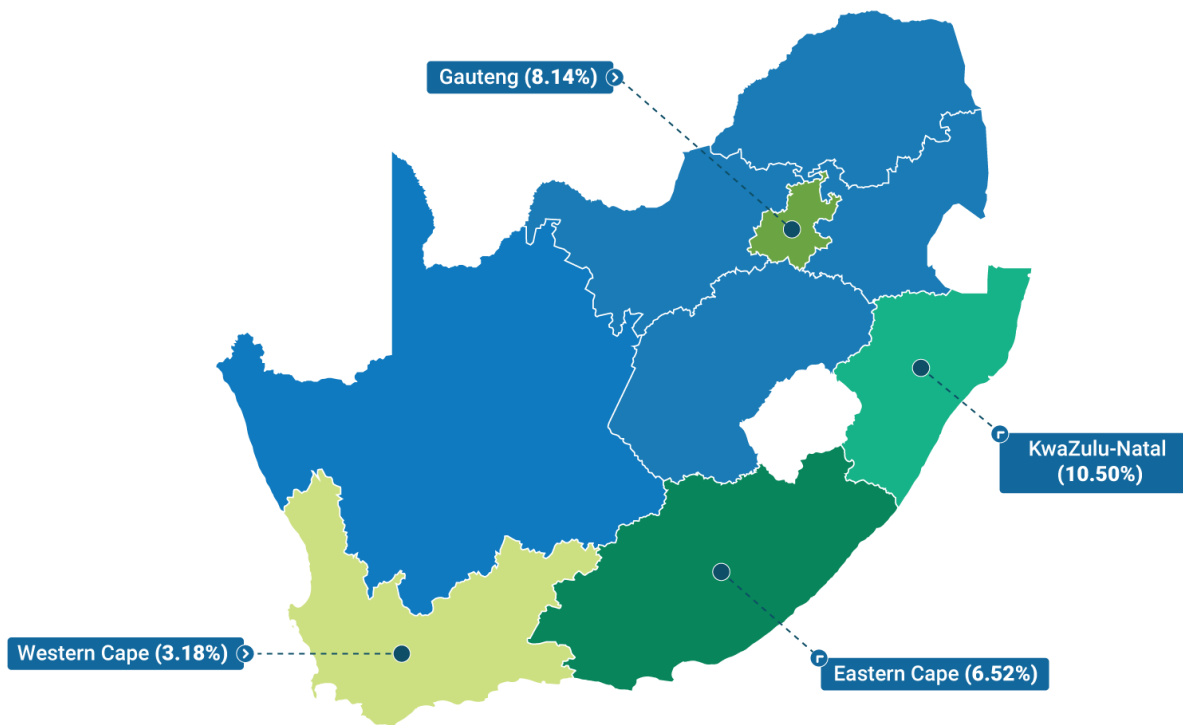 Gauteng (8.14%)
KwaZulu-Natal
(10.50%)
Western Cape (3.18%)
Eastern Cape (6.52%)